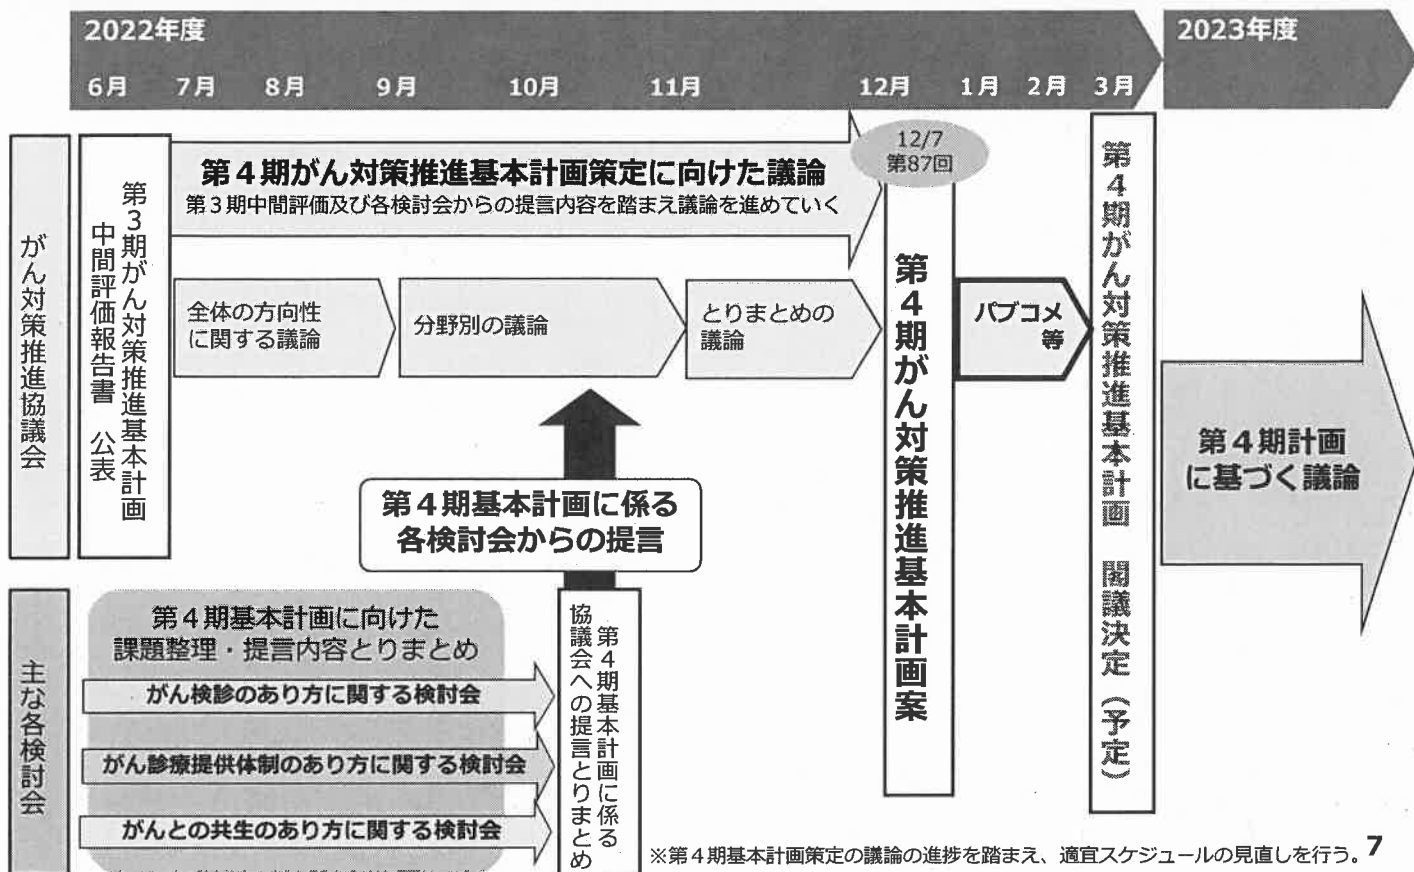 2022年度
2023年度
6月 7月 8月 9月 10月 11月 12月 1月 2月 3月
がん対策推進協議会
第３期がん対策推進基本計画
中間評価報告書　公表
第４期がん対策推進基本計画策定に向けた議論
第３期中間評価及び各検討会からの提言内容を踏まえ議論を進めていく
12/7
第87回
全体の方向性
に関する議論
分野別の議論
とりまとめの
議論
第４期がん対策推進基本計画案
パブコメ
等
第４期がん対策推進基本計画　閣議決定（予定）
第４期計画
に基づく議論
第４期基本計画に係る
各検討会からの提言
主な各検討会
第４期基本計画に向けた
課題整理・提言内容とりまとめ
がん検診のあり方に関する検討会
がん診療提供体制のあり方に関する検討会
がんとの共生のあり方に関する検討会
第４期基本計画に係る
協議会への提言とりまとめ
※第４期基本計画策定の議論の進捗を踏まえ、適宜スケジュールの見直しを行う。
7